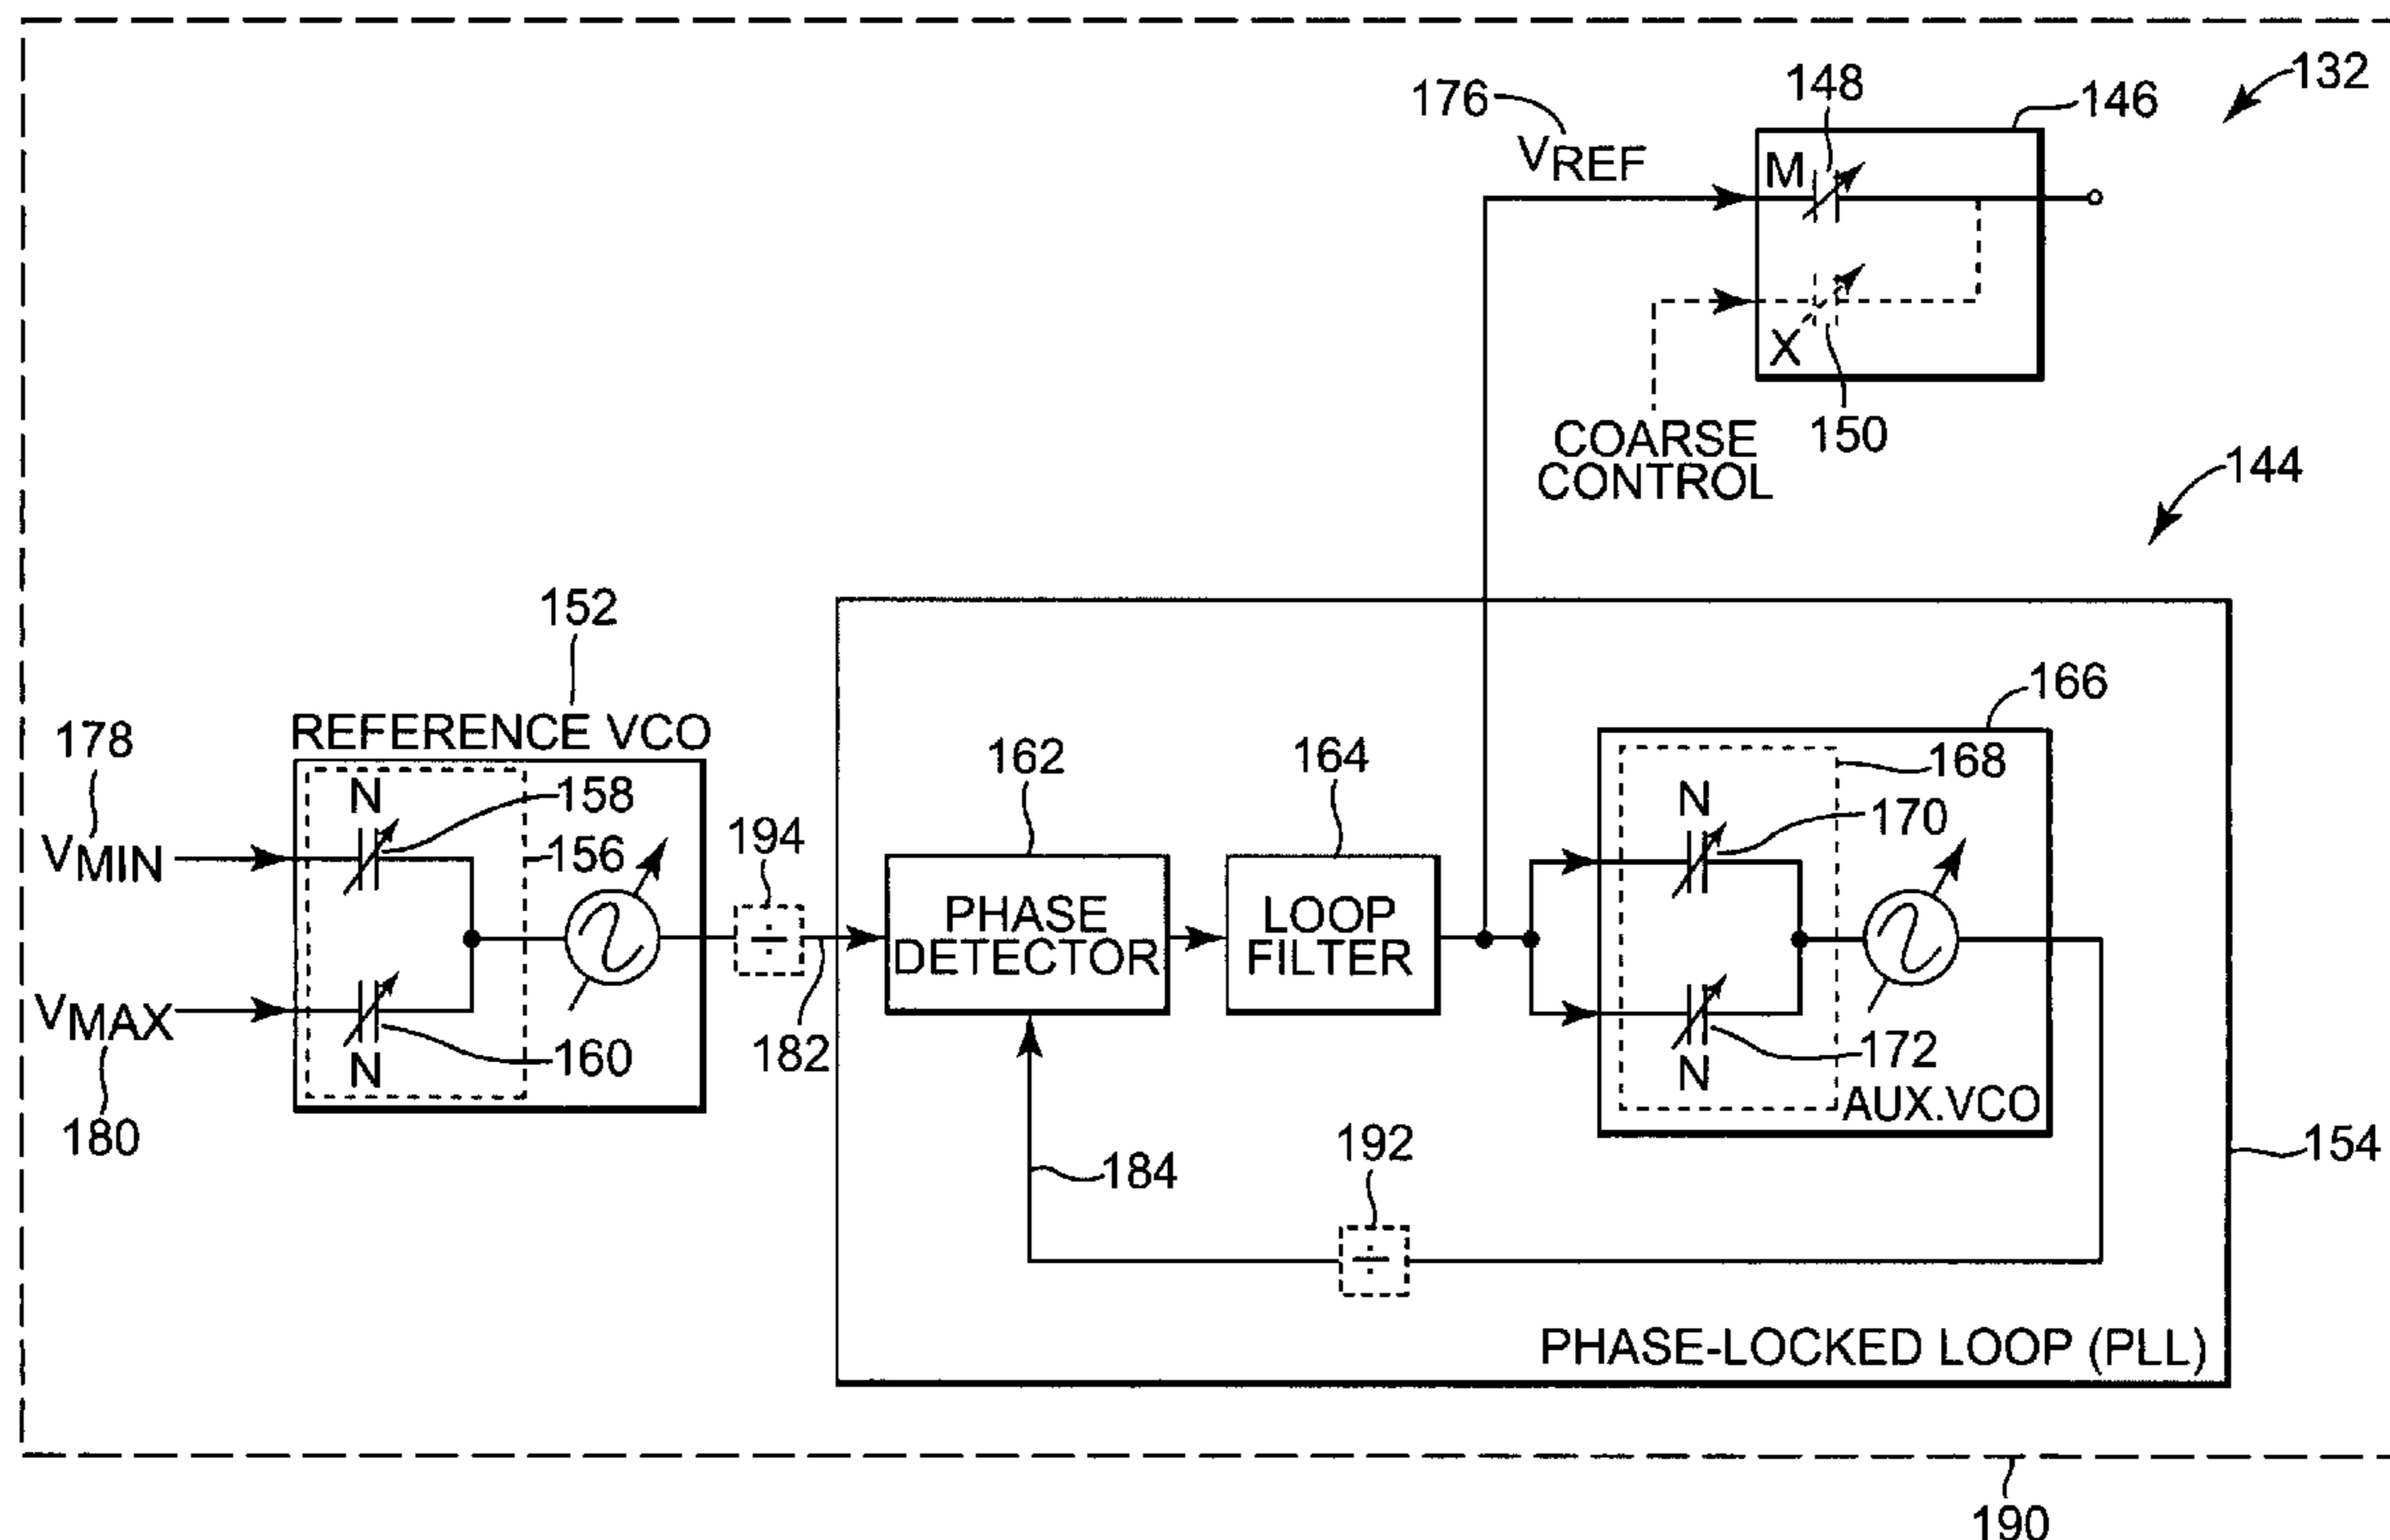 132
176
148
146
VREF
M
X
150
COARSE
CONTROL
144
152
REFERENCE VCO
178
VMIN
N
158
156
VMAX
180
N
160
194
182
162
PHASE
DETECTOR
164
LOOP
FILTER
166
168
N
170
N
172
AUX.VCO
184
192
154
PHASE-LOCKED LOOP (PLL)
190